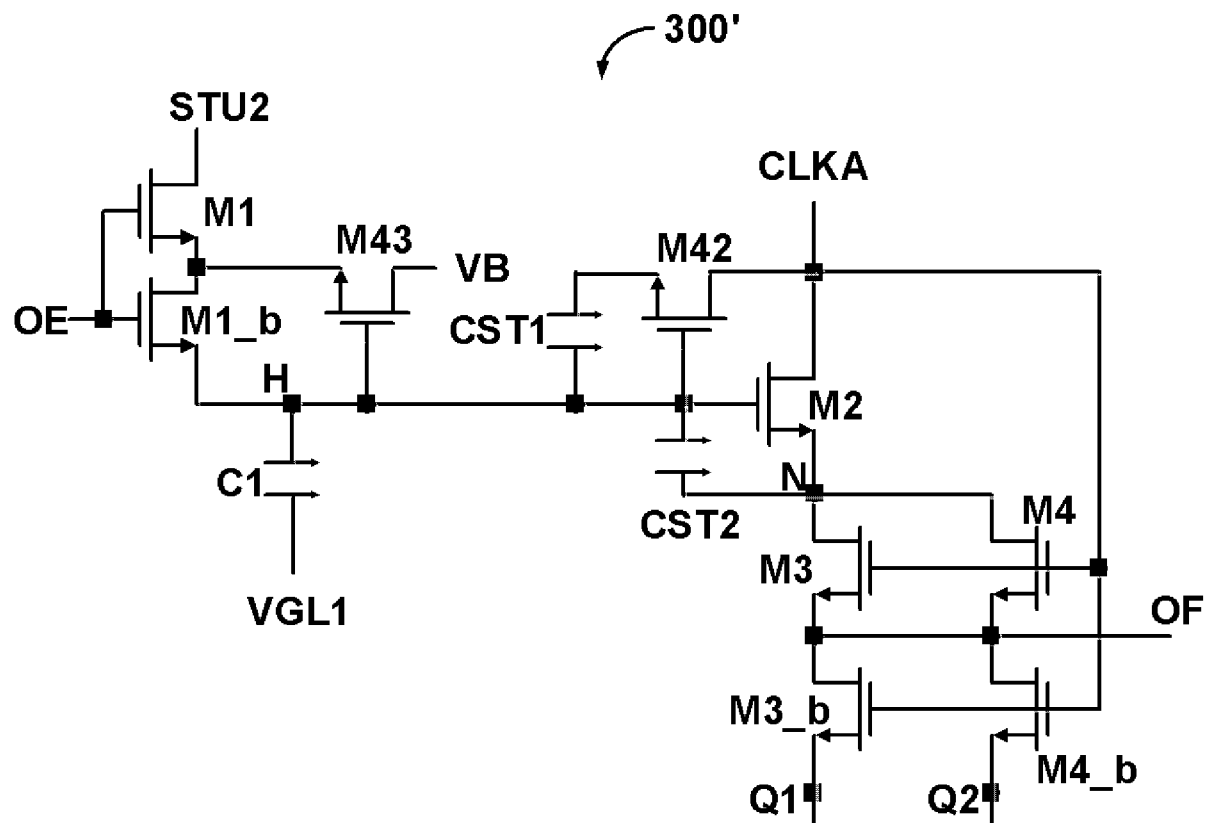 300'
STU2
CLKA
M1
M43
VB
M42
OE
M1_b
CST1
H
M2
C1
N
CST2
M4
M3
VGL1
OF
M3_b
M4_b
Q1
Q2